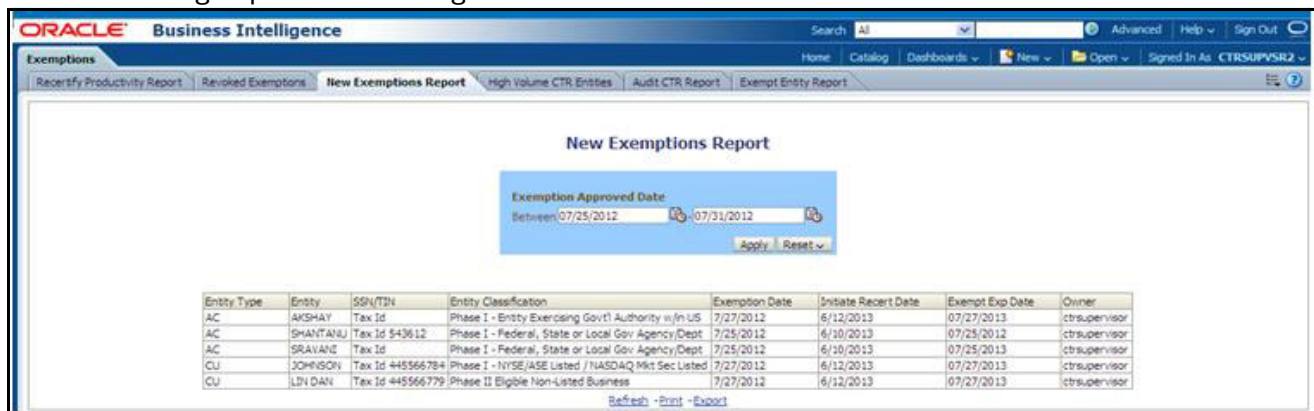 ORACLE Business Intelligence Search All Advanced Help Sign Out
Exemptions Home Catalog Dashboards New Open Signed In As CTRSUPVSR2
Recertify Productivity Report Revoked Exemptions New Exemptions Report High Volume CTR Entities Audit CTR Report Exempt Entity Report
New Exemptions Report
Exemption Approved Date
Between 07/25/2012 - 07/31/2012
Apply Reset
Entity Type Entity SSN/TIN Entity Classification Exemption Date Initiate Recert Date Exempt Exp Date Owner
AC AKSHAY Tax Id Phase I - Entity Exercising Govt'l Authority w/in US 7/27/2012 6/12/2013 07/27/2013 ctrsupervisor
AC SHANTANU Tax Id 543612 Phase I - Federal, State or Local Gov Agency/Dept 7/25/2012 6/10/2013 07/25/2012 ctrsupervisor
AC SRAVANI Tax Id Phase I - Federal, State or Local Gov Agency/Dept 7/25/2012 6/10/2013 07/25/2013 ctrsupervisor
CU JOHNSON Tax Id 445566784 Phase I - NYSE/ASE Listed / NASDAQ Mkt Sec Listed 7/27/2012 6/12/2013 07/27/2013 ctrsupervisor
CU LIN DAN Tax Id 445566779 Phase II Eligible Non-Listed Business 7/27/2012 6/12/2013 07/27/2013 ctrsupervisor
Refresh - Print - Export